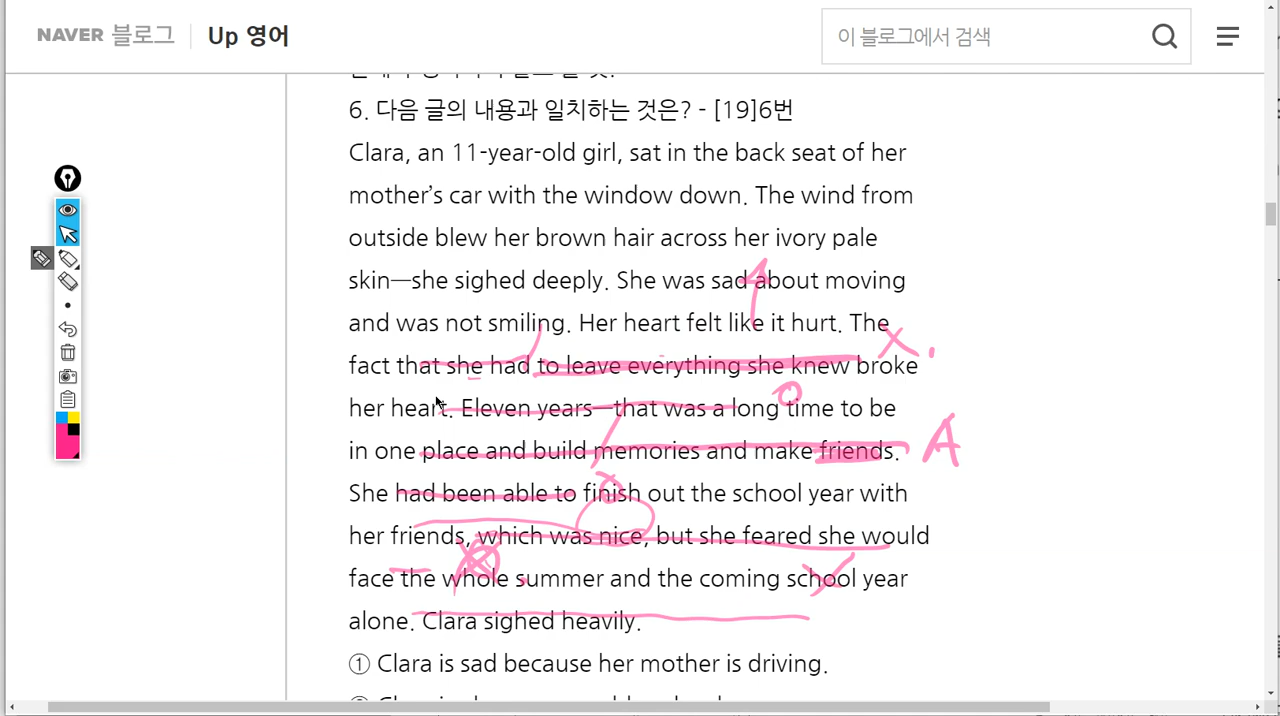 NAVER 블로그 | Up 영어
이 블로그에서 검색
6. 다음 글의 내용과 일치하는 것은? - [19]6번
Clara, an 11-year-old girl, sat in the back seat of her
mother's car with the window down. The wind from
outside blew her brown hair across her ivory pale
skin—she sighed deeply. She was sad about moving
and was not smiling. Her heart felt like it hurt. The
fact that she had to leave everything she knew broke
her heart. Eleven years—that was a long time to be
in one place and build memories and make friends.
A
She had been able to finish out the school year with
her friends, which was nice, but she feared she would
face the whole summer and the coming school year
alone. Clara sighed heavily.
① Clara is sad because her mother is driving.